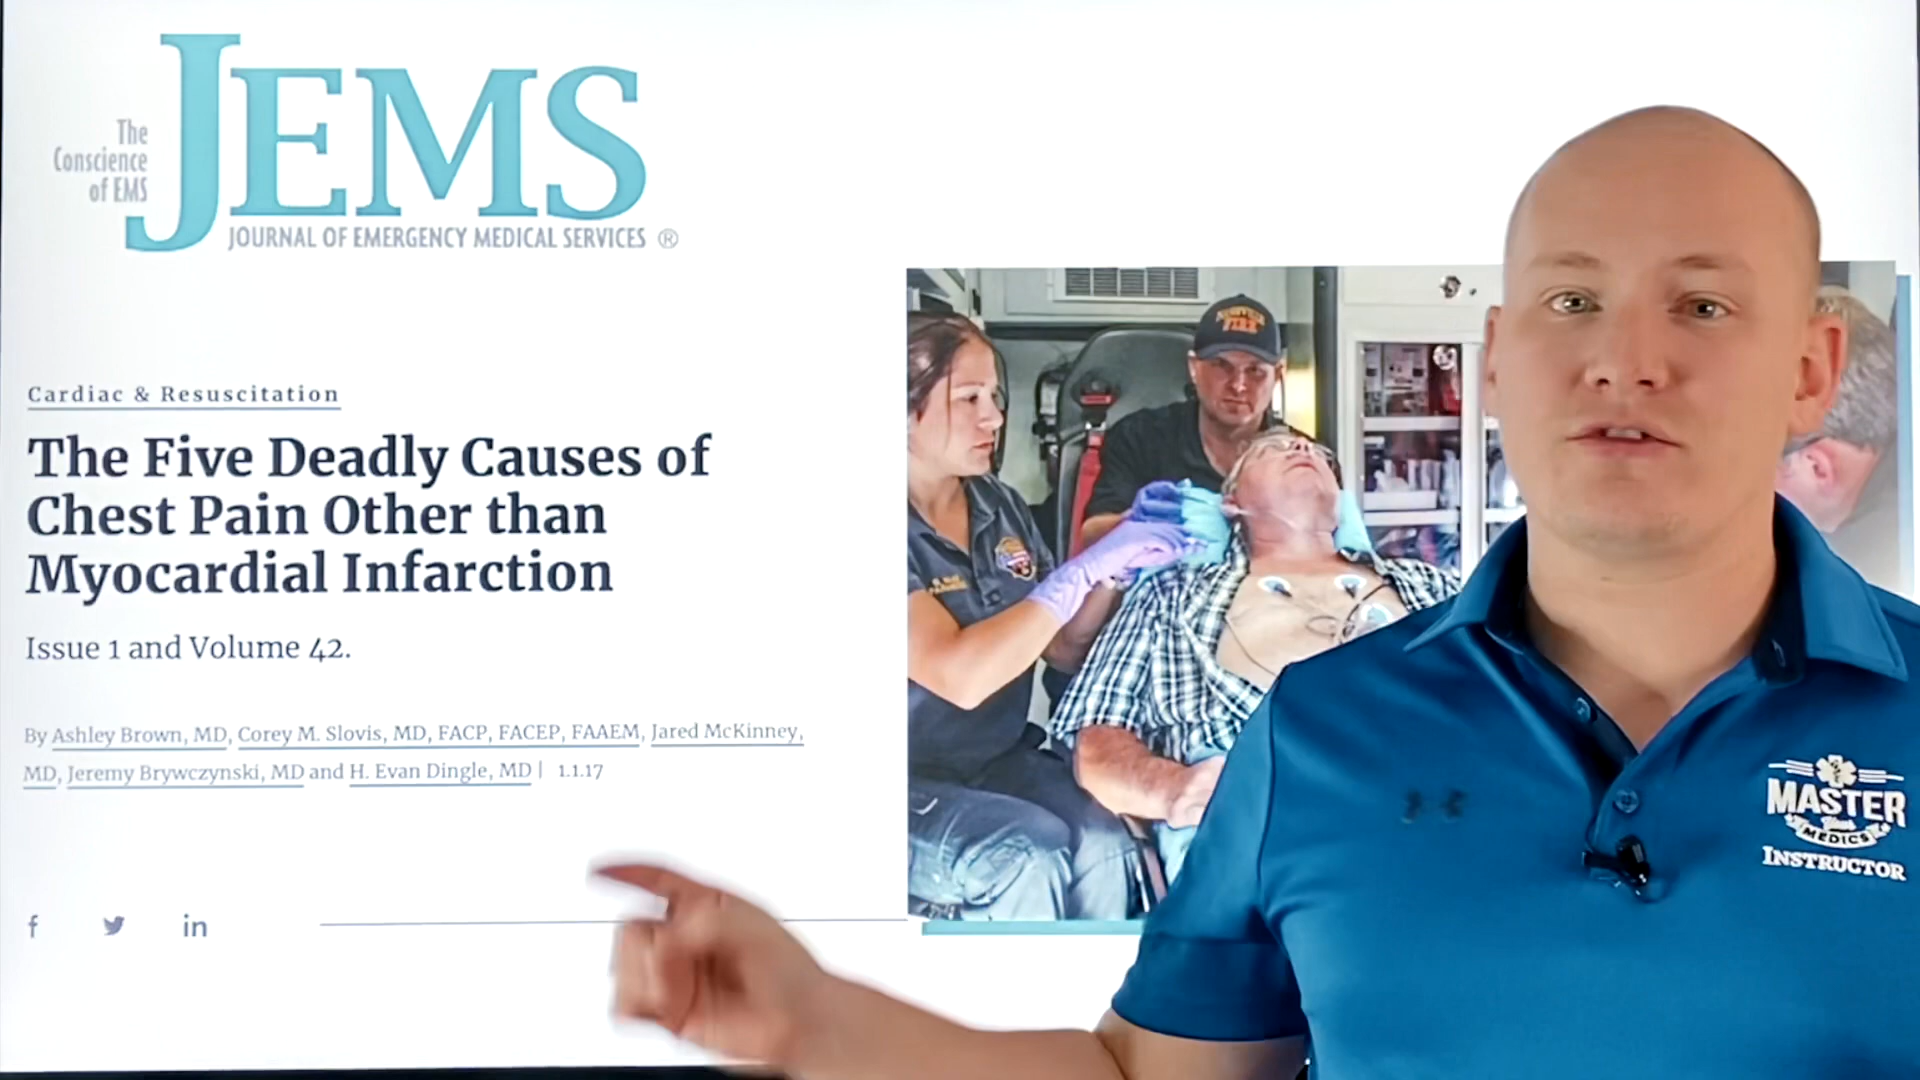 The
Conscience
of EMS
JEMS
JOURNAL OF EMERGENCY MEDICAL SERVICES ®
Cardiac & Resuscitation
The Five Deadly Causes of
Chest Pain Other than
Myocardial Infarction
Issue 1 and Volume 42.
By Ashley Brown, MD, Corey M. Slovis, MD, FACP, FACEP, FAAEM, Jared McKinney,
MD, Jeremy Brywczynski, MD and H. Evan Dingle, MD | 1.1.17
f
in
FIRE
MASTER
Your
MEDICS
INSTRUCTOR